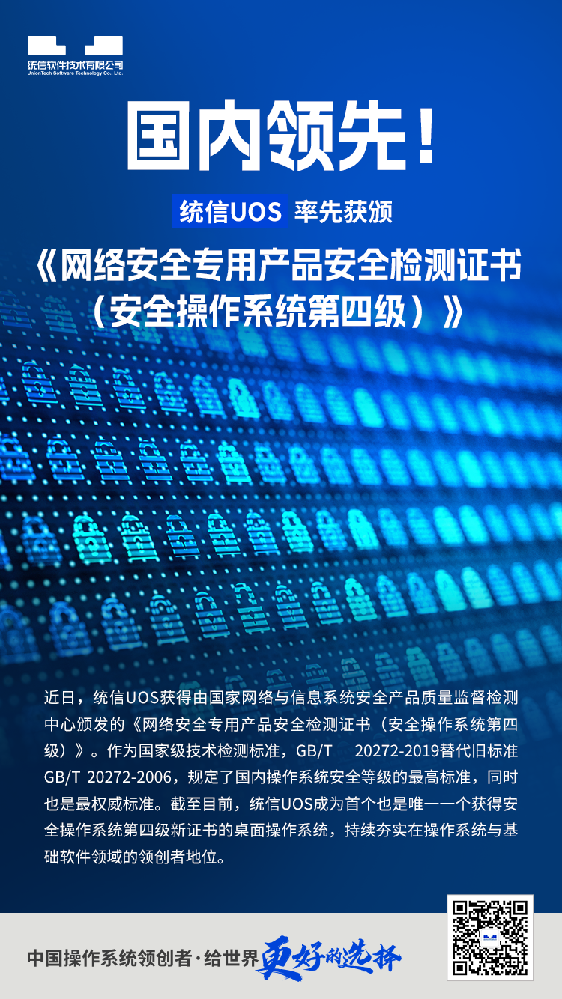 统信软件技术有限公司
UnionTech Software Technology Co., Ltd.
国内领先！
统信UOS 率先获颁
《网络安全专用产品安全检测证书
（安全操作系统第四级）》
近日，统信UOS获得由国家网络与信息系统安全产品质量监督检测
中心颁发的《网络安全专用产品安全检测证书（安全操作系统第四
级）》。作为国家级技术检测标准，GB/T 20272-2019替代旧标准
GB/T 20272-2006，规定了国内操作系统安全等级的最高标准，同时
也是最权威标准。截至目前，统信UOS成为首个也是唯一一个获得安
全操作系统第四级新证书的桌面操作系统，持续夯实在操作系统与基
础软件领域的领创者地位。
中国操作系统领创者·给世界更好的选择